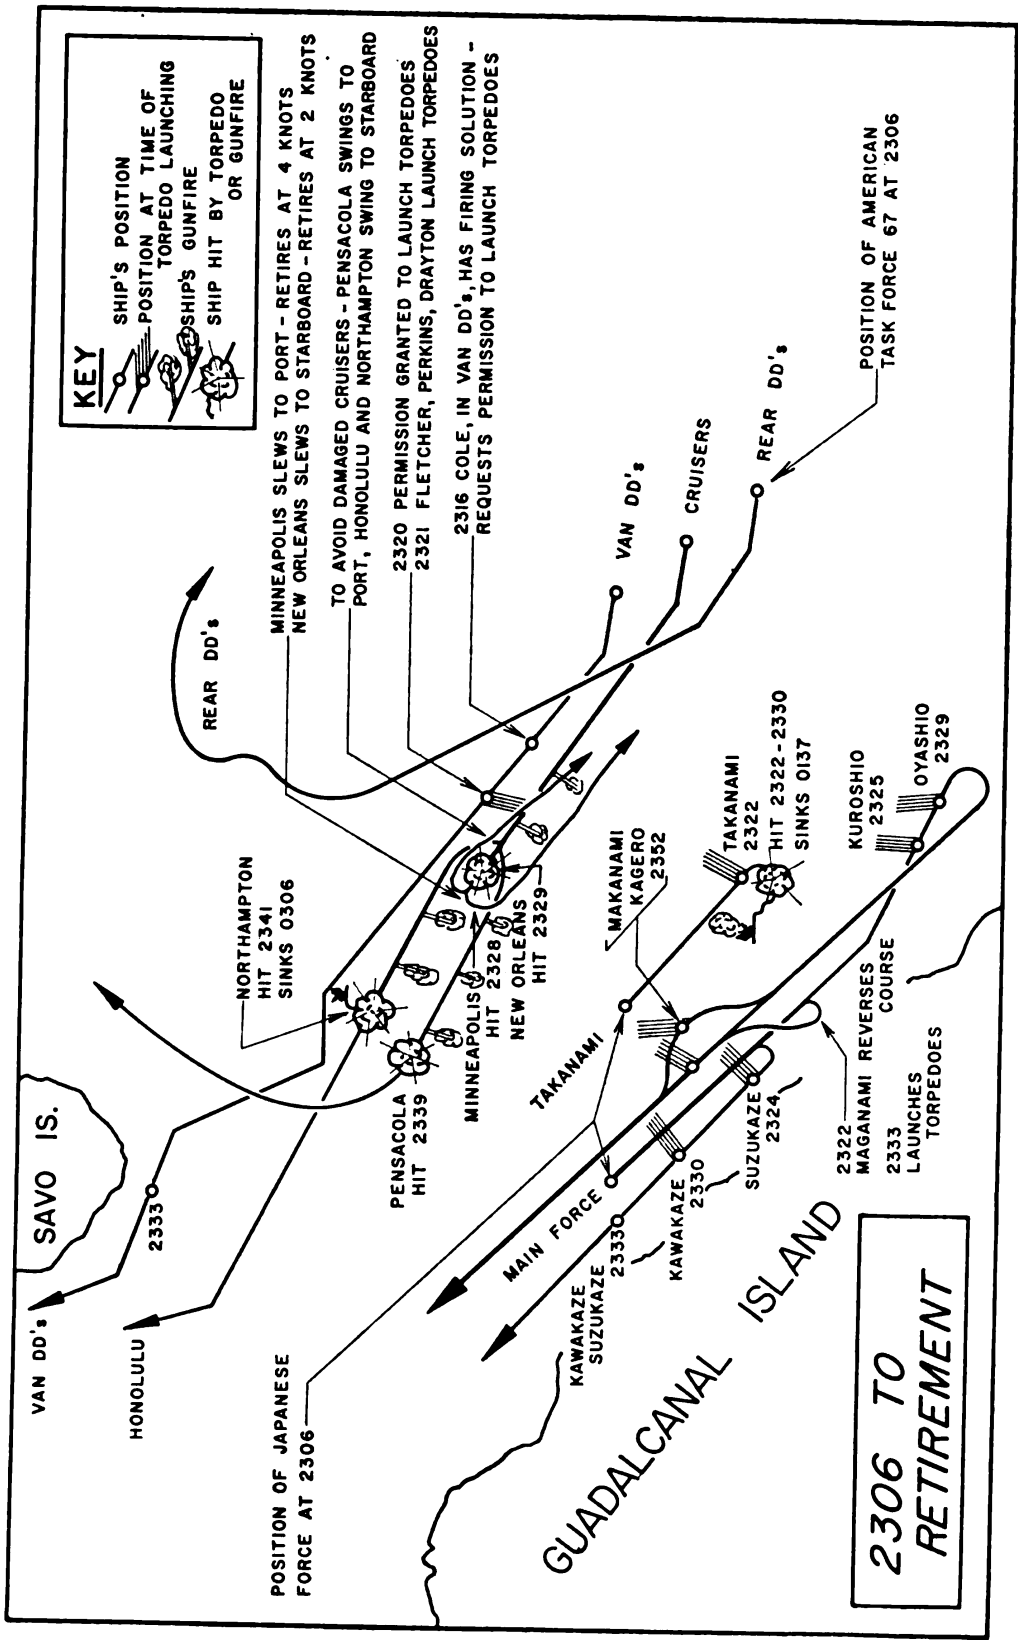 KEY
SHIP'S POSITION
POSITION AT TIME OF
TORPEDO LAUNCHING
SHIP'S GUNFIRE
SHIP HIT BY TORPEDO
OR GUNFIRE
MINNEAPOLIS SLEWS TO PORT - RETIRES AT 4 KNOTS
NEW ORLEANS SLEWS TO STARBOARD - RETIRES AT 2 KNOTS
TO AVOID DAMAGED CRUISERS - PENSACOLA SWINGS TO
PORT, HONOLULU AND NORTHAMPTON SWING TO STARBOARD
2320 PERMISSION GRANTED TO LAUNCH TORPEDOES
2321 FLETCHER, PERKINS, DRAYTON LAUNCH TORPEDOES
2316 COLE, IN VAN DD's, HAS FIRING SOLUTION -
REQUESTS PERMISSION TO LAUNCH TORPEDOES
POSITION OF AMERICAN
TASK FORCE 67 AT 2306
REAR DD's
VAN DD's
CRUISERS
REAR DD's
NORTHAMPTON
HIT 2341
SINKS 0306
SAVO IS.
VAN DD's
2333
HONOLULU
PENSACOLA
HIT 2339
MINNEAPOLIS
HIT 2328
NEW ORLEANS
HIT 2329
POSITION OF JAPANESE
FORCE AT 2306
TAKANAMI
MAKANAMI
KAGERO
2352
TAKANAMI
2322
HIT 2322-2330
SINKS 0137
KUROSHIO
2325
OYASHIO
2329
MAIN FORCE
KAWAKAZE
SUZUKAZE
2333
KAWAKAZE
2330
SUZUKAZE
2324
2322
MAGANAMI REVERSES
COURSE
2333
LAUNCHES
TORPEDOES
GUADALCANAL ISLAND
2306 TO
RETIREMENT